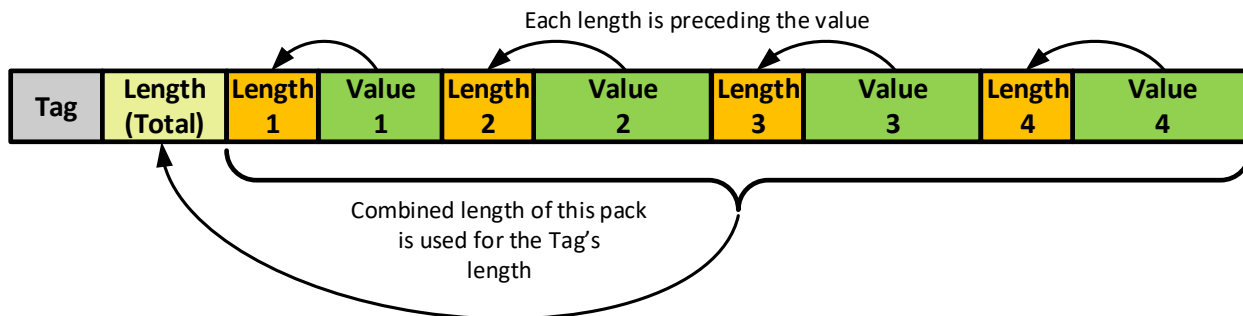 Each length is preceding the value
Tag
Length
(Total)
Length
1
Value
1
Length
2
Value
2
Length
3
Value
3
Length
4
Value
4
Combined length of this pack
is used for the Tag’s
length